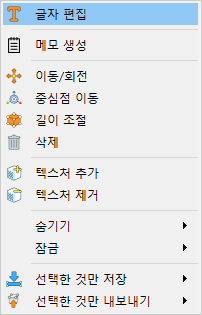 글자 편집
메모 생성
이동/회전
중심점 이동
길이 조절
삭제
텍스처 추가
텍스처 제거
숨기기
잠금
선택한 것만 저장
선택한 것만 내보내기